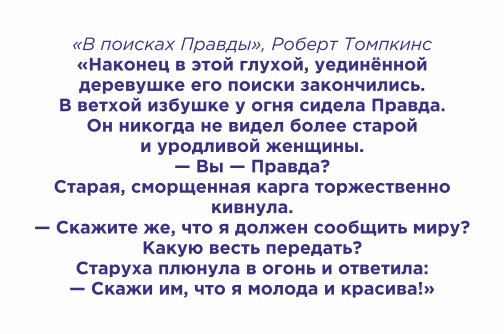 «В поисках Правды», Роберт Томпкинс
«Наконец в этой глухой, уединённой
деревушке его поиски закончились.
В ветхой избушке у огня сидела Правда.
Он никогда не видел более старой
и уродливой женщины.
— Вы — Правда?
Старая, сморщенная карга торжественно
кивнула.
— Скажите же, что я должен сообщить миру?
Какую весть передать?
Старуха плюнула в огонь и ответила:
— Скажи им, что я молода и красива!»